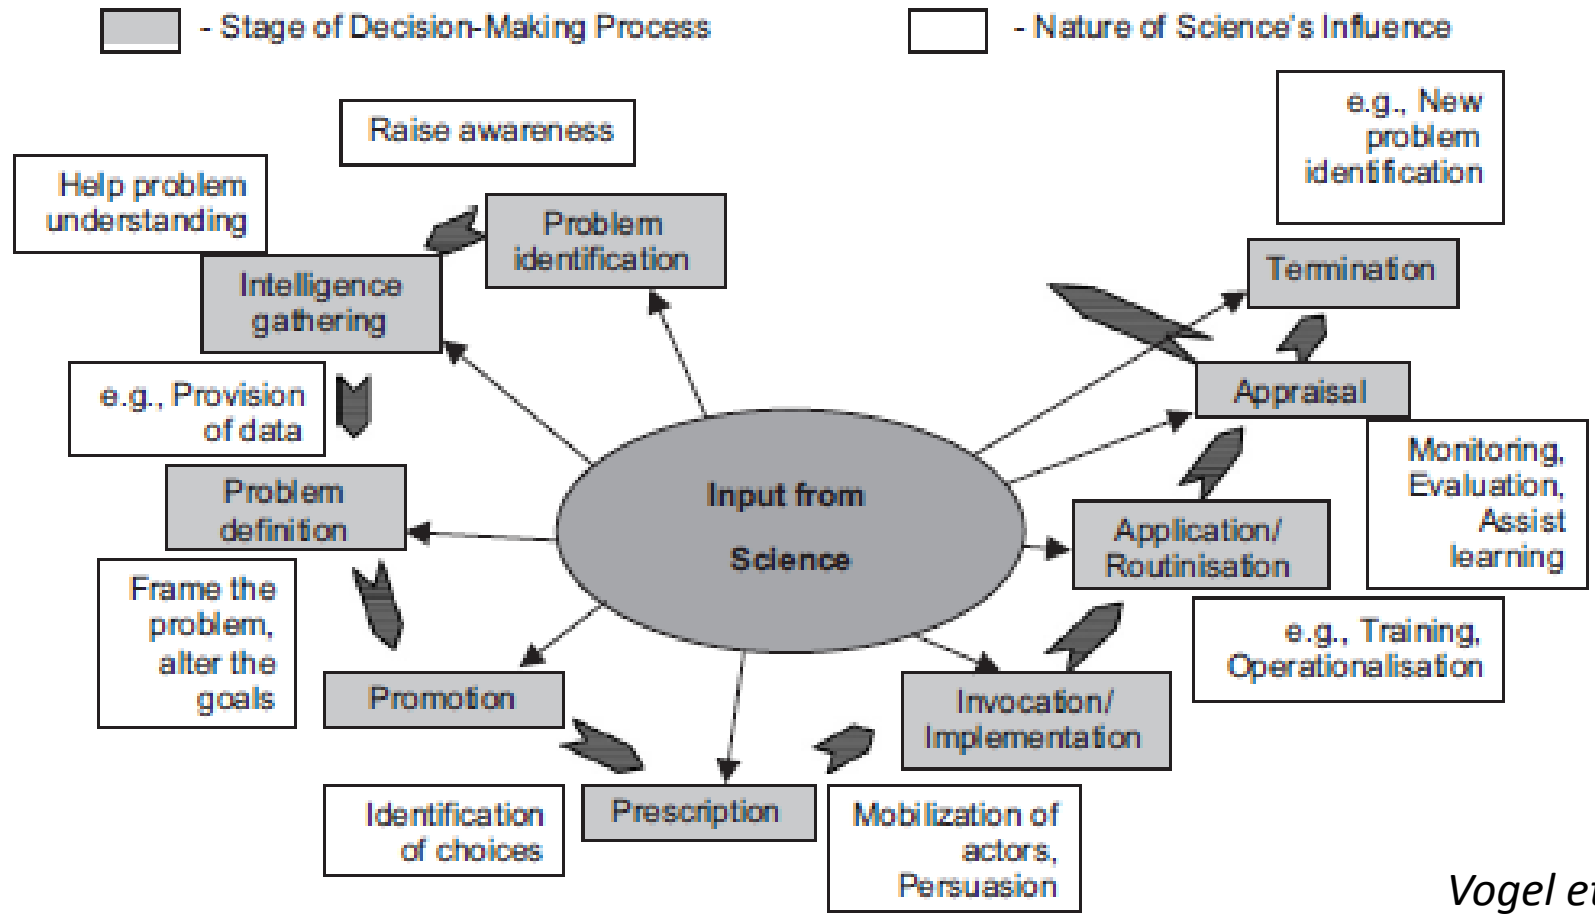 - Stage of Decision-Making Process
- Nature of Science's Influence
Raise awareness
e.g., New
problem
identification
Help problem
understanding
Problem
identification
Termination
Intelligence
gathering
e.g., Provision
of data
Appraisal
Monitoring,
Evaluation,
Assist
learning
Problem
definition
Input from
Science
Application/
Routinisation
Frame the
problem,
alter the
goals
e.g., Training,
Operationalisation
Promotion
Invocation/
Implementation
Identification
of choices
Prescription
Mobilization of
actors,
Persuasion
Vogel et